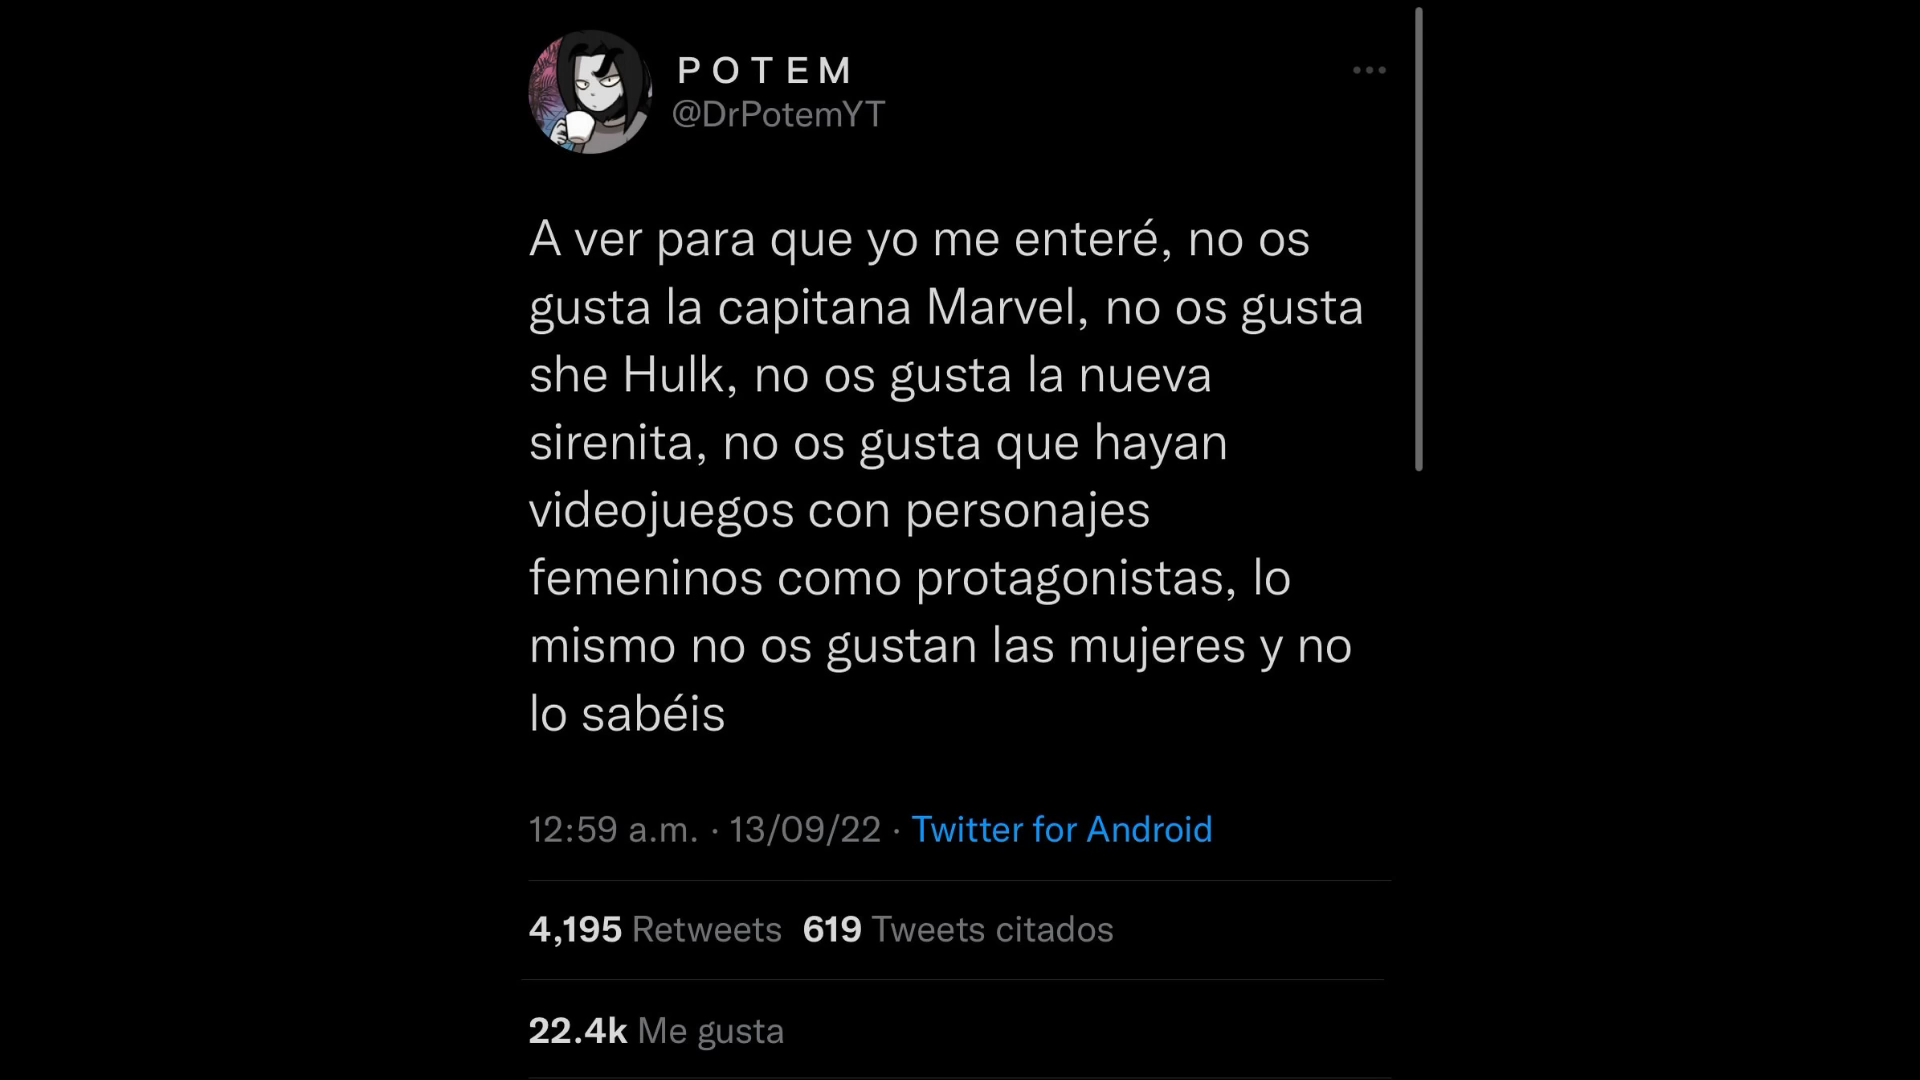 P O T E M
@DrPotemYT
A ver para que yo me enteré, no os
gusta la capitana Marvel, no os gusta
she Hulk, no os gusta la nueva
sirenita, no os gusta que hayan
videojuegos con personajes
femeninos como protagonistas, lo
mismo no os gustan las mujeres y no
lo sabéis
12:59 a.m. · 13/09/22 · Twitter for Android
4,195 Retweets 619 Tweets citados
22.4k Me gusta